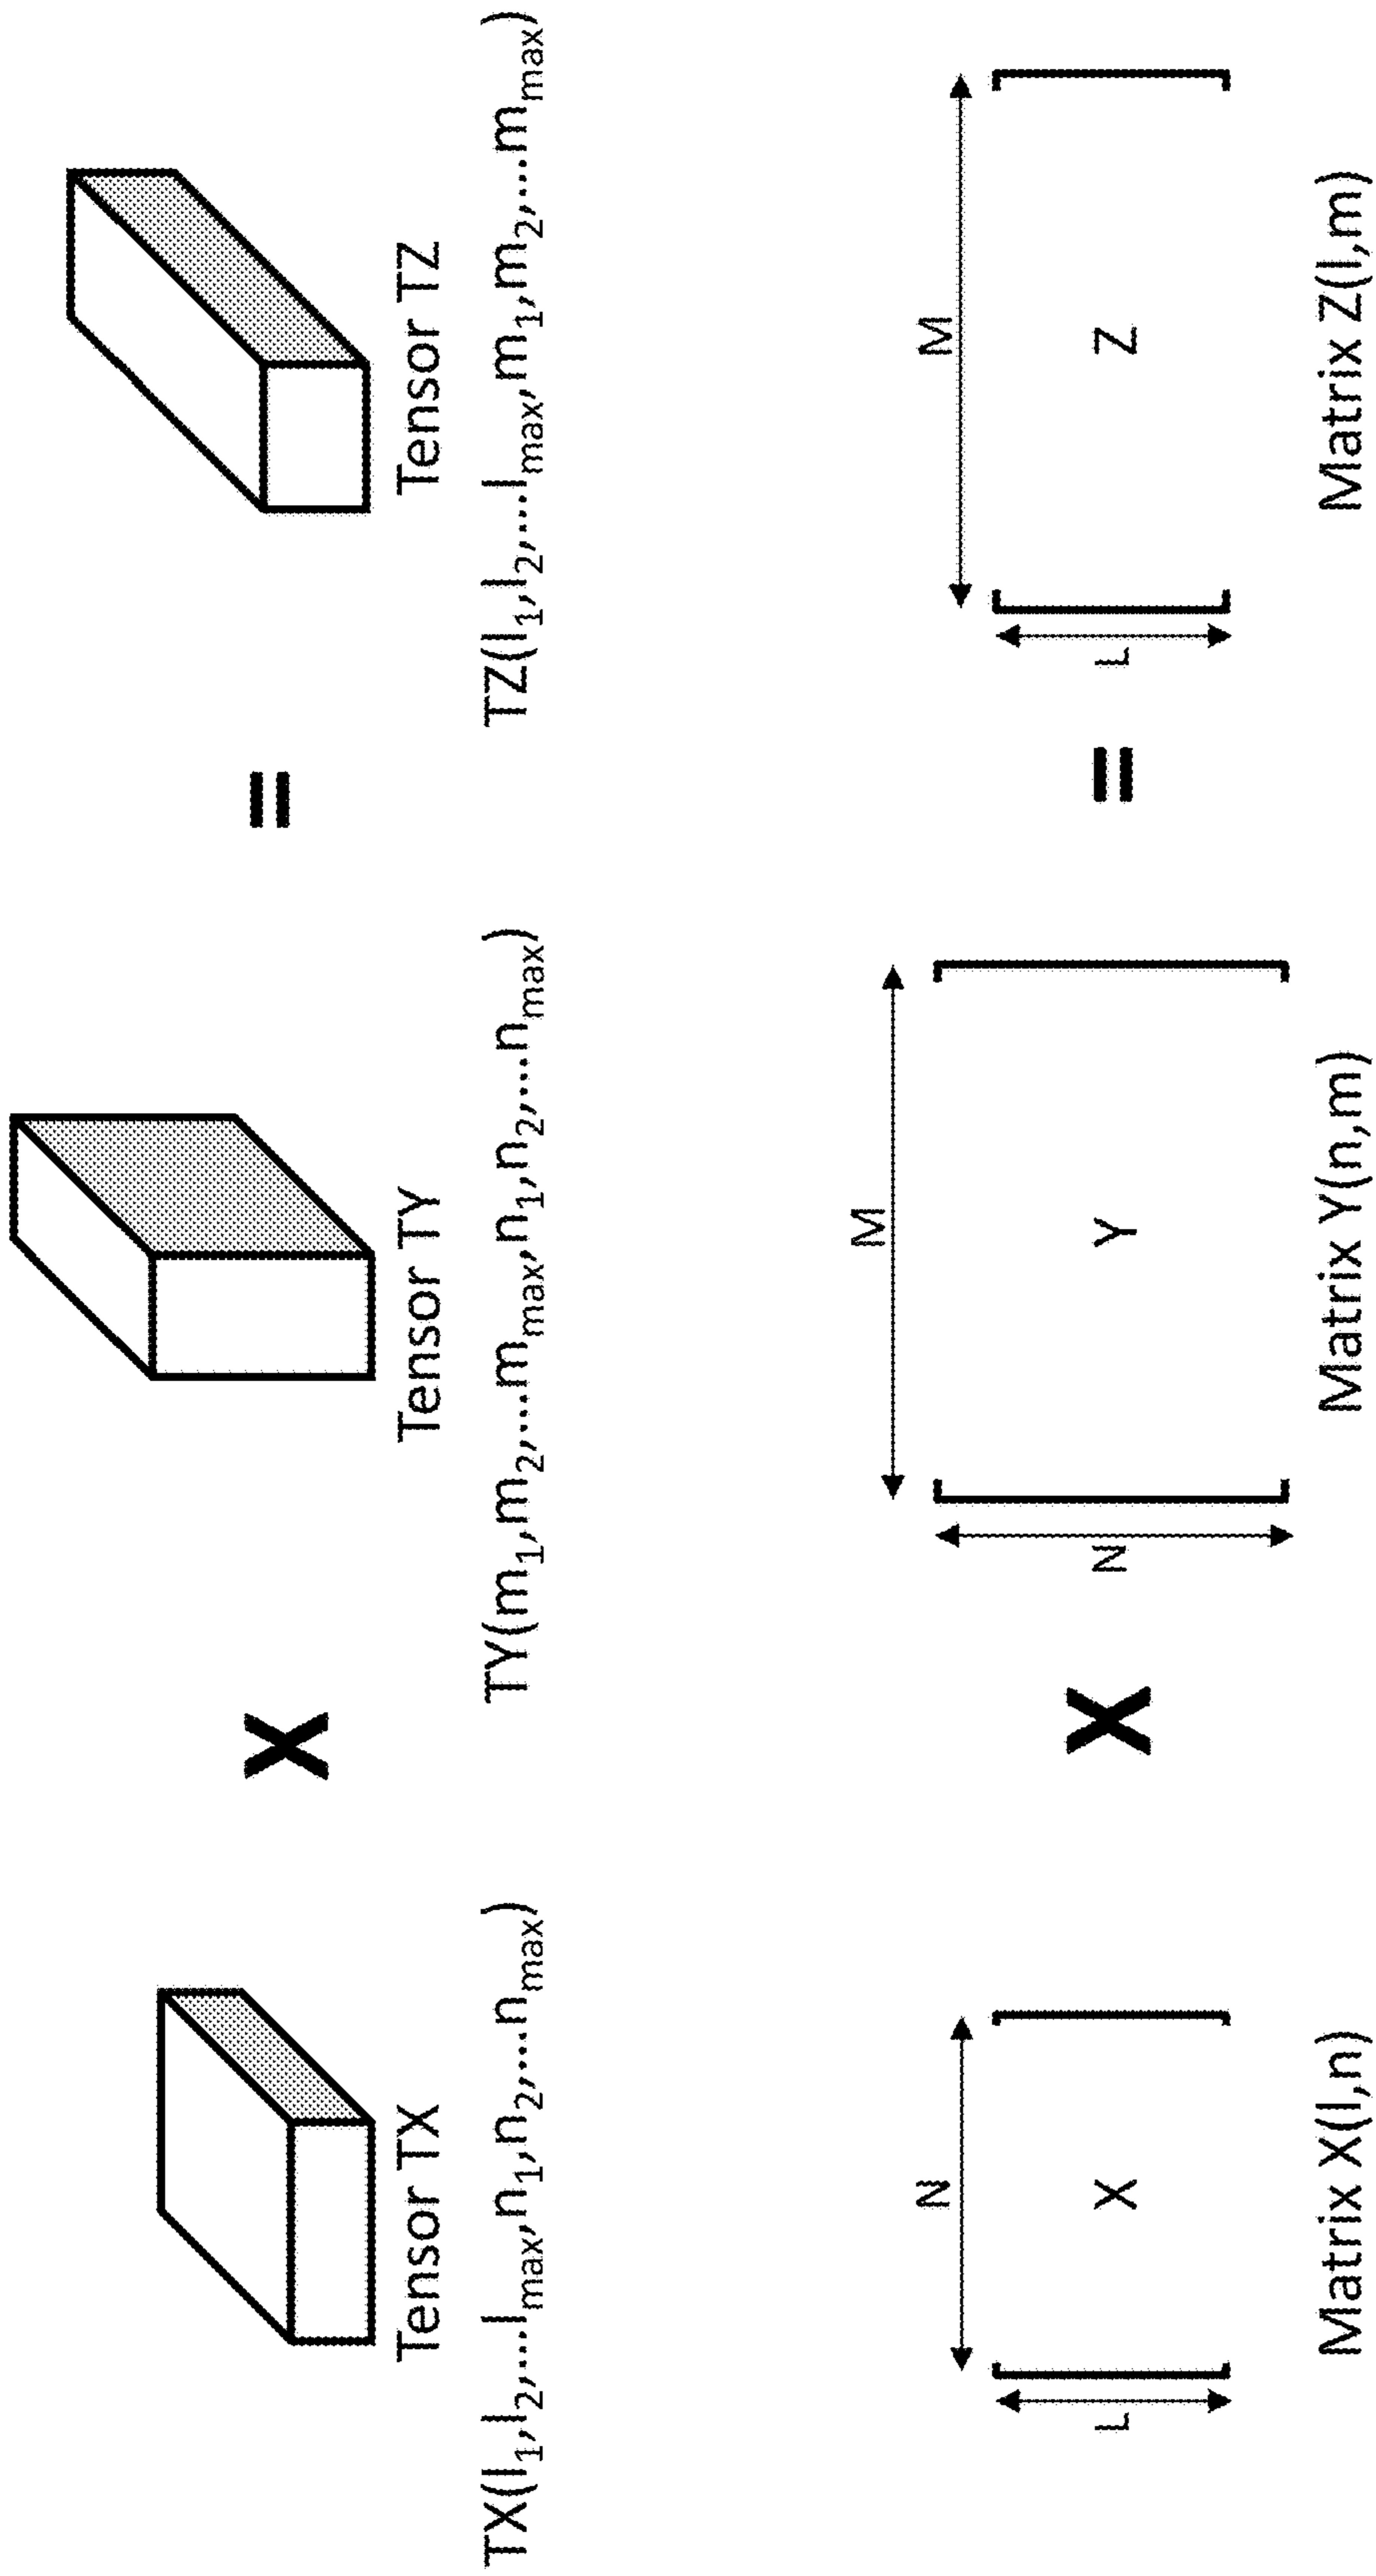 Tensor TX X Tensor TY = Tensor TZ
TX(l1,l2,...lmax,n1,n2,...nmax) TY(m1,m2,...mmax,n1,n2,...nmax) TZ(l1,l2,...lmax,m1,m2,...mmax)
N M M
L X X N Y = L Z
Matrix X(l,n) Matrix Y(n,m) Matrix Z(l,m)